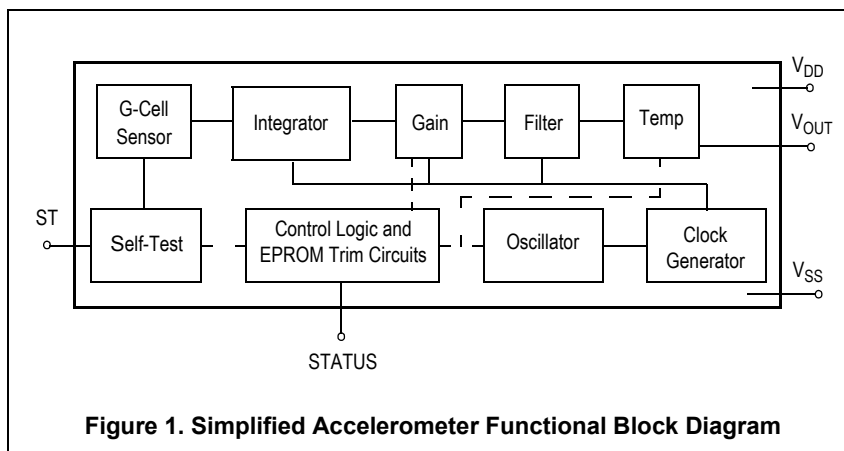 V_DD
G-Cell
Sensor
Integrator
Gain
Filter
Temp
V_OUT
ST
Self-Test
Control Logic and
EPROM Trim Circuits
Oscillator
Clock
Generator
V_SS
STATUS
Figure 1. Simplified Accelerometer Functional Block Diagram